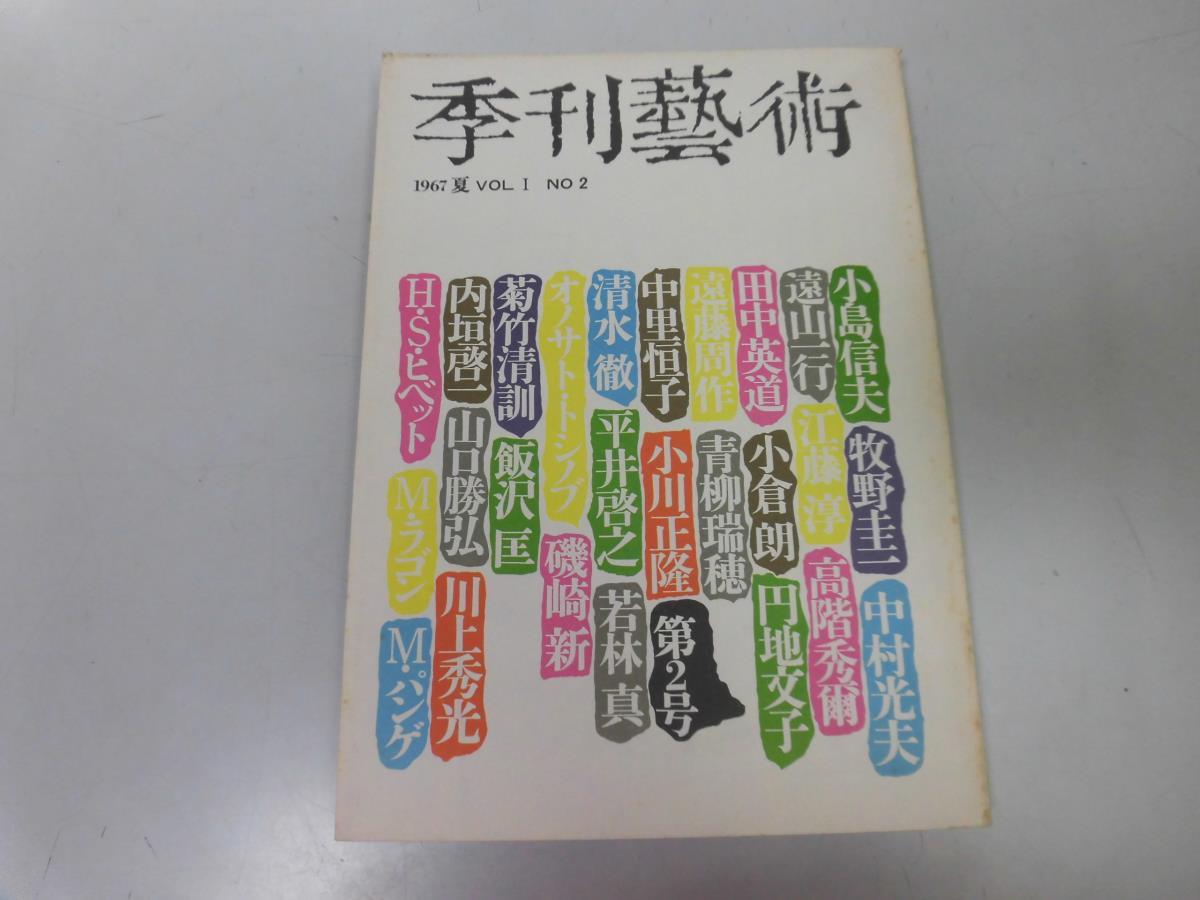 季刊藝術
1967 夏 VOL. I NO 2
小島信夫
牧野圭一
中村光夫
遠山一行
江藤淳
高階秀爾
田中英道
小倉朗
円地文子
遠藤周作
青柳瑞穂
中里恒子
小川正隆
第2号
清水徹
平井啓之
若林真
オノサト・トシノブ
磯崎新
菊竹清訓
飯沢匡
内垣啓一
山口勝弘
川上秀光
H・S・ヒベット
M・ラゴン
M・パンゲ